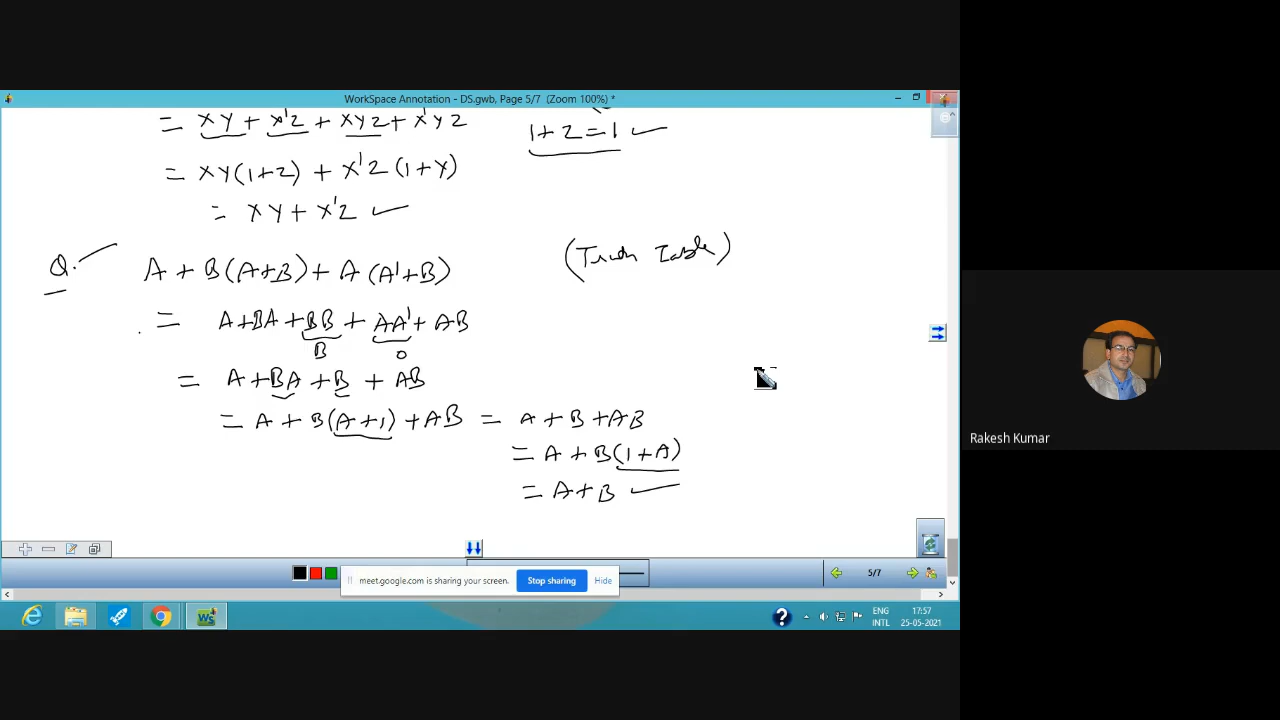 WorkSpace Annotation - DS.gwb, Page 5/7 (Zoom 100%) *
= XY + X'Z + XYZ + X'YZ
1+Z=1
= XY(1+Z) + X'Z(1+Y)
= XY + X'Z
Q. A + B(A+B) + A(A'+B)
(Truth Table)
= A+BA+BB + AA' + AB
B 0
= A+BA +B + AB
= A + B(A+1) +AB = A+B+AB
= A + B(1+A)
= A+B
Rakesh Kumar
meet.google.com is sharing your screen. Stop sharing Hide
5/7
ENG
INTL
17:57
25-05-2021